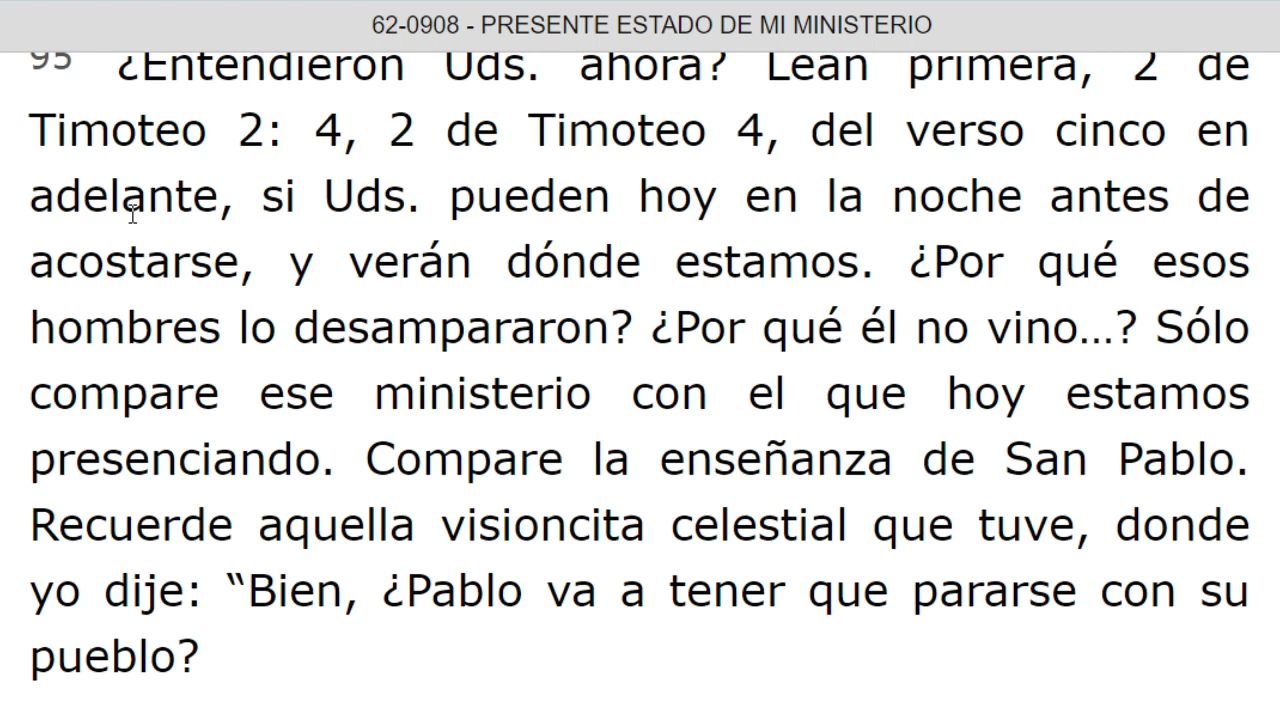 62-0908 - PRESENTE ESTADO DE MI MINISTERIO
95 ¿Entendieron Uds. ahora? Lean primera, 2 de
Timoteo 2: 4, 2 de Timoteo 4, del verso cinco en
adelante, si Uds. pueden hoy en la noche antes de
acostarse, y verán dónde estamos. ¿Por qué esos
hombres lo desampararon? ¿Por qué él no vino…? Sólo
compare ese ministerio con el que hoy estamos
presenciando. Compare la enseñanza de San Pablo.
Recuerde aquella visioncita celestial que tuve, donde
yo dije: “Bien, ¿Pablo va a tener que pararse con su
pueblo?